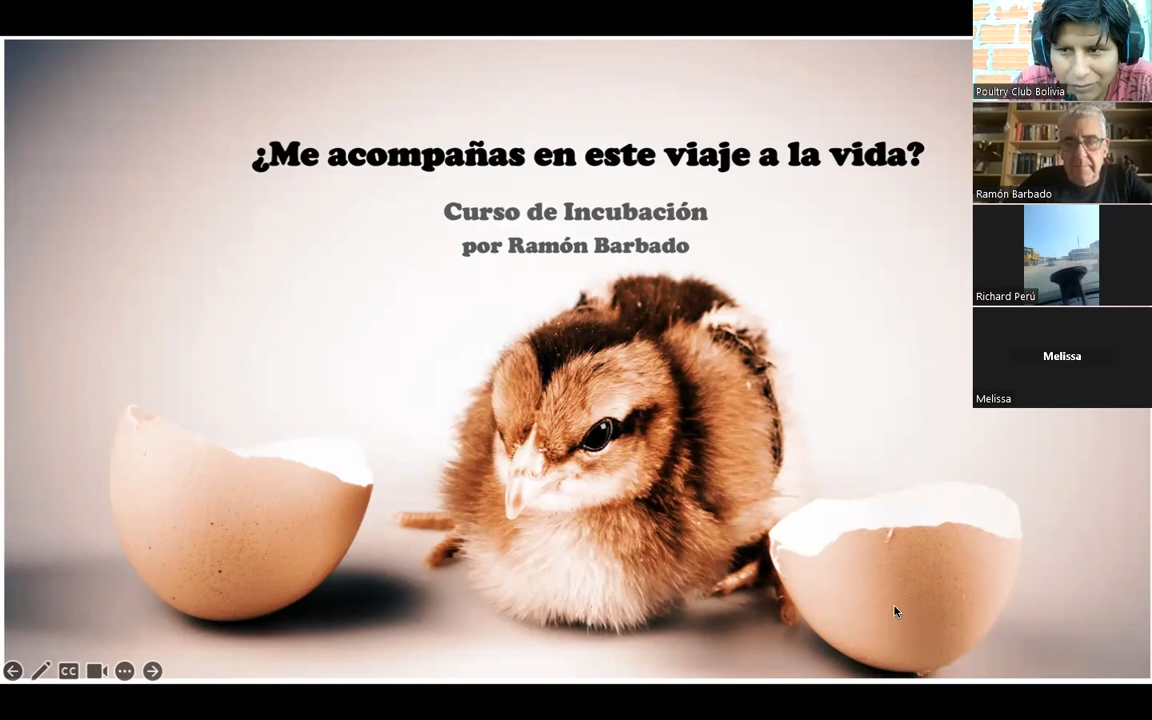 ¿Me acompañas en este viaje a la vida?
Curso de Incubación
por Ramón Barbado
Poultry Club Bolivia
Ramón Barbado
Richard Perú
Melissa
Melissa
CC